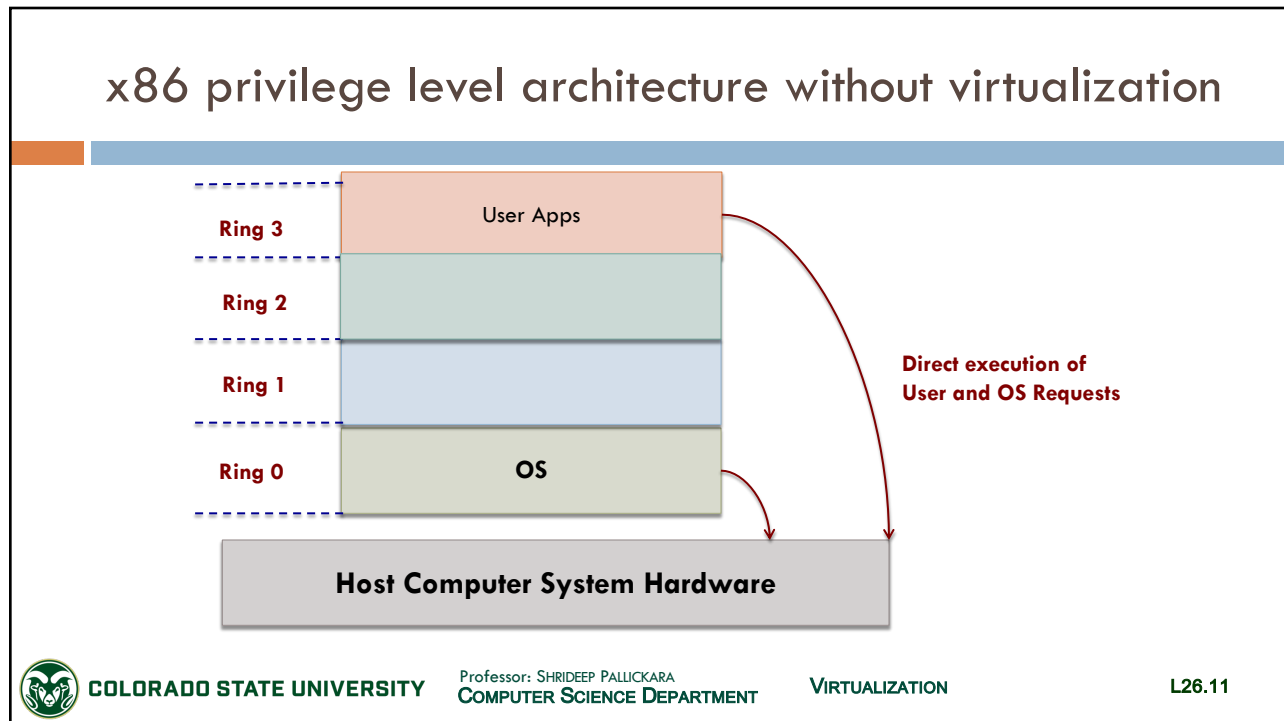 x86 privilege level architecture without virtualization
User Apps
Ring 3
Ring 2
Ring 1
Direct execution of
User and OS Requests
Ring 0
OS
Host Computer System Hardware
COLORADO STATE UNIVERSITY
Professor: SHRIDEEP PALLICKARA
COMPUTER SCIENCE DEPARTMENT
VIRTUALIZATION
L26.11